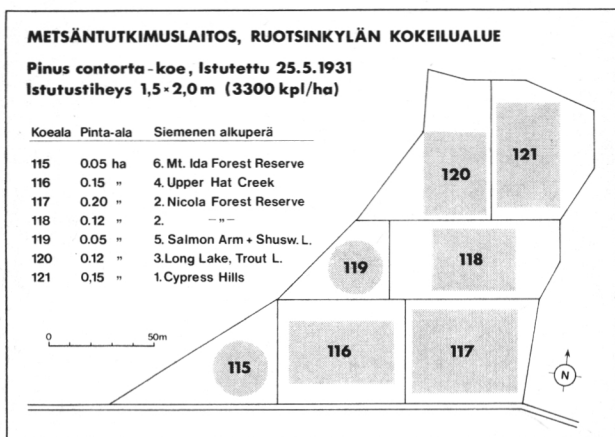 METSÄNTUTKIMUSLAITOS, RUOTSINKYLÄN KOKEILUALUE
Pinus contorta-koe, Istutettu 25.5.1931
Istutustiheys 1,5×2,0m (3300 kpl/ha)
Koeala Pinta-ala Siemenen alkuperä
115 0.05 ha 6. Mt. Ida Forest Reserve
116 0.15 " 4. Upper Hat Creek
117 0.20 " 2. Nicola Forest Reserve
118 0.12 " 2. –"–
119 0.05 " 5. Salmon Arm + Shusw. L.
120 0.12 " 3. Long Lake, Trout L.
121 0,15 " 1. Cypress Hills
0 50m
120
121
119
118
115
116
117
N